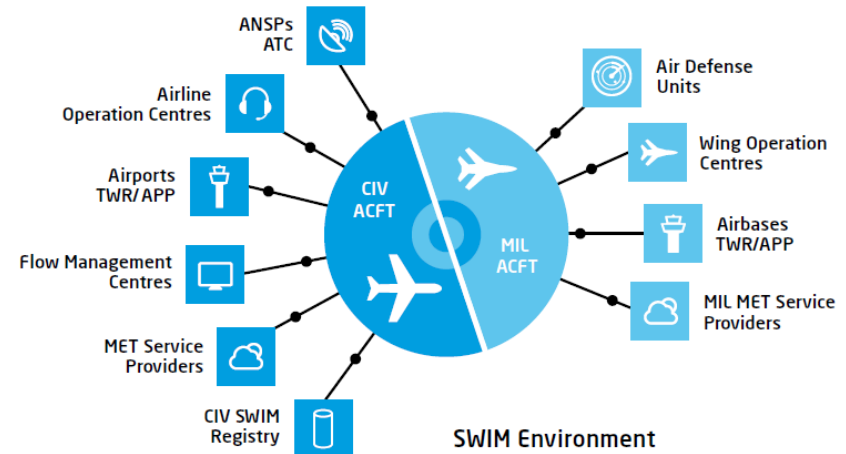 ANSPs
ATC
Airline
Operation Centres
Airports
TWR/APP
Flow Management
Centres
MET Service
Providers
CIV SWIM
Registry
CIV
ACFT
MIL
ACFT
Air Defense
Units
Wing Operation
Centres
Airbases
TWR/APP
MIL MET Service
Providers
SWIM Environment